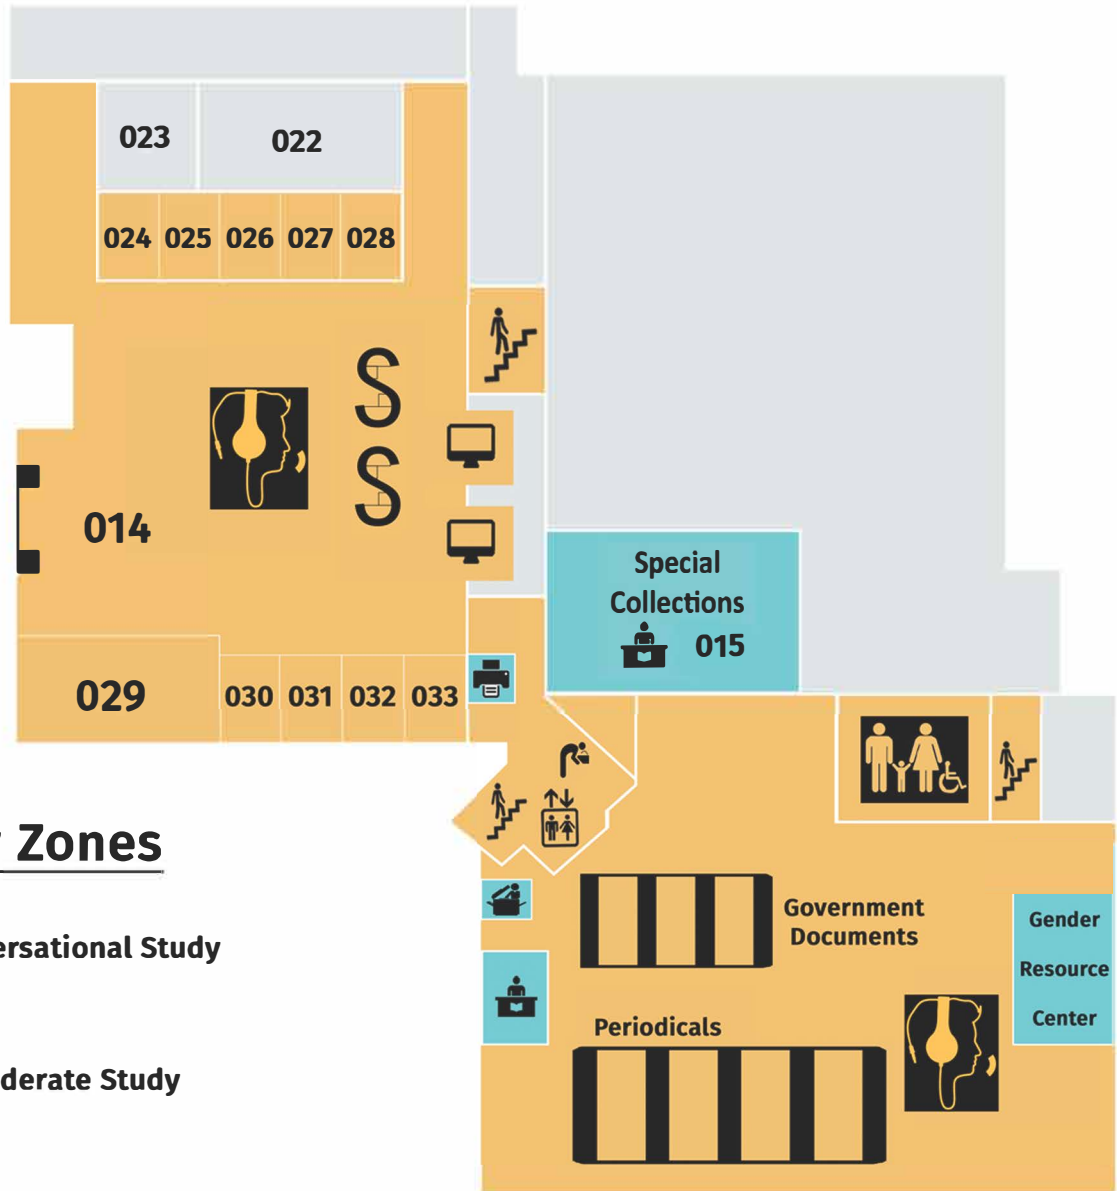 023
022
024 025 026 027 028
014
Special
Collections
015
029
030 031 032 033
Zones
ersational Study
derate Study
Government
Documents
Gender
Resource
Center
Periodicals